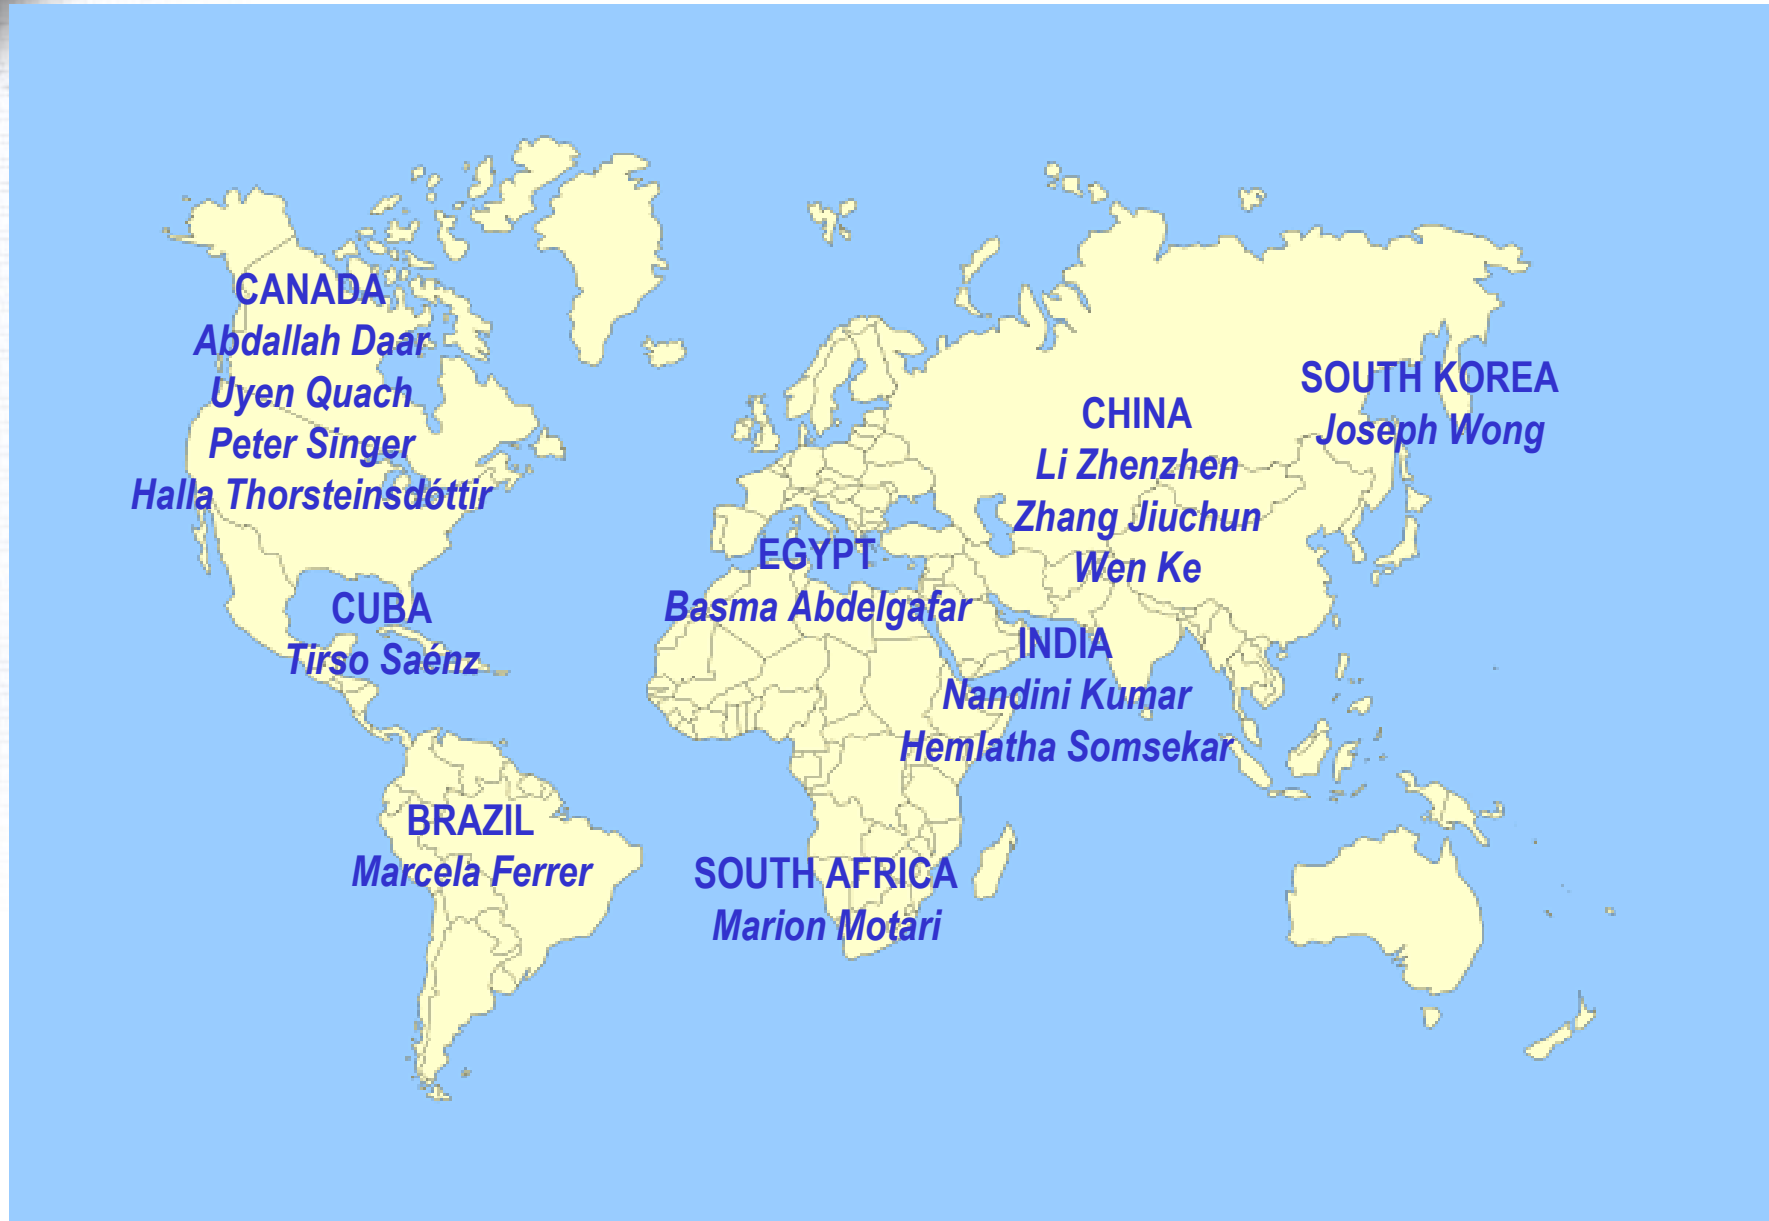 CANADA
Abdallah Daar
Uyen Quach
Peter Singer
Halla Thorsteinsdóttir
CUBA
Tirso Saénz
BRAZIL
Marcela Ferrer
EGYPT
Basma Abdelgafar
SOUTH AFRICA
Marion Motari
CHINA
Li Zhenzhen
Zhang Jiuchun
Wen Ke
INDIA
Nandini Kumar
Hemlatha Somsekar
SOUTH KOREA
Joseph Wong